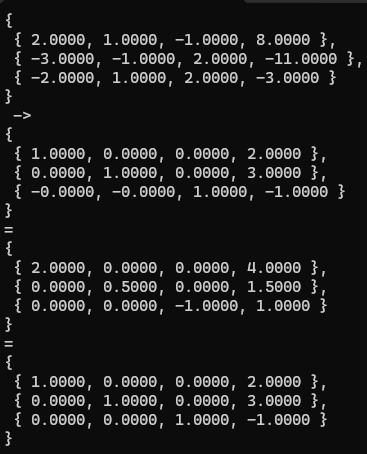 {
 { 2.0000, 1.0000, -1.0000, 8.0000 },
 { -3.0000, -1.0000, 2.0000, -11.0000 },
 { -2.0000, 1.0000, 2.0000, -3.0000 }
}
 ->
{
 { 1.0000, 0.0000, 0.0000, 2.0000 },
 { 0.0000, 1.0000, 0.0000, 3.0000 },
 { -0.0000, -0.0000, 1.0000, -1.0000 }
}
=
{
 { 2.0000, 0.0000, 0.0000, 4.0000 },
 { 0.0000, 0.5000, 0.0000, 1.5000 },
 { 0.0000, 0.0000, -1.0000, 1.0000 }
}
=
{
 { 1.0000, 0.0000, 0.0000, 2.0000 },
 { 0.0000, 1.0000, 0.0000, 3.0000 },
 { 0.0000, 0.0000, 1.0000, -1.0000 }
}